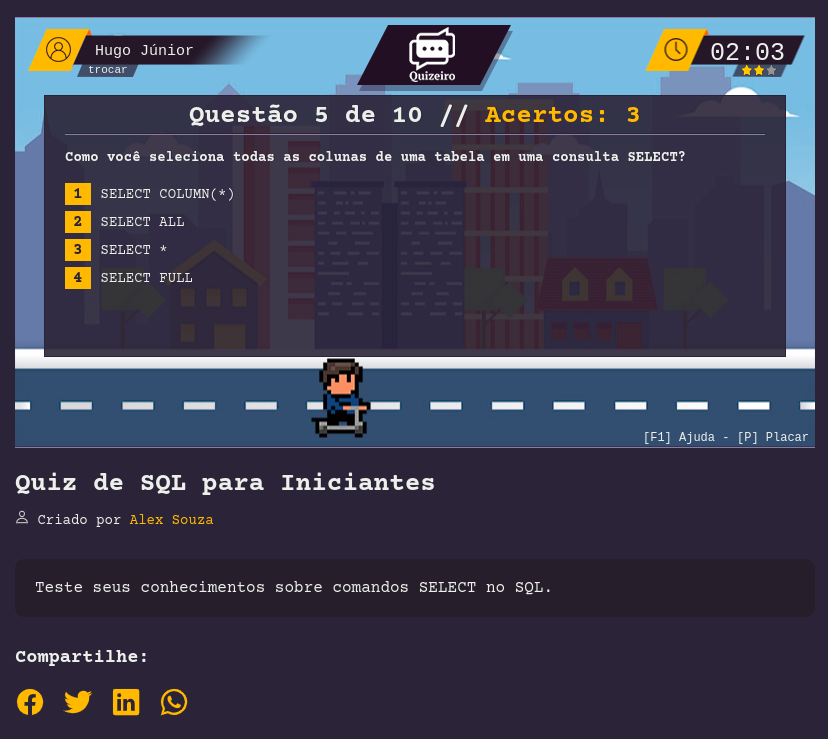 Hugo Júnior
trocar
Quizeiro
02:03
Questão 5 de 10 // Acertos: 3
Como você seleciona todas as colunas de uma tabela em uma consulta SELECT?
1 SELECT COLUMN(*)
2 SELECT ALL
3 SELECT *
4 SELECT FULL
[F1] Ajuda - [P] Placar
Quiz de SQL para Iniciantes
Criado por Alex Souza
Teste seus conhecimentos sobre comandos SELECT no SQL.
Compartilhe: